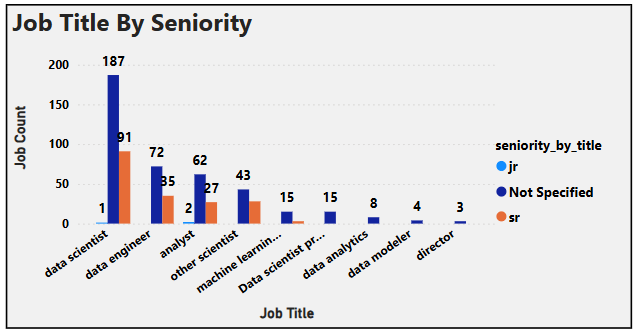 Job Title By Seniority
200
150
100
50
0
Job Count
1
187
91
72
35
2
62
27
43
15
15
8
4
3
data scientist
data engineer
analyst
other scientist
machine learnin...
Data scientist pr...
data analytics
data modeler
director
Job Title
seniority_by_title
jr
Not Specified
sr